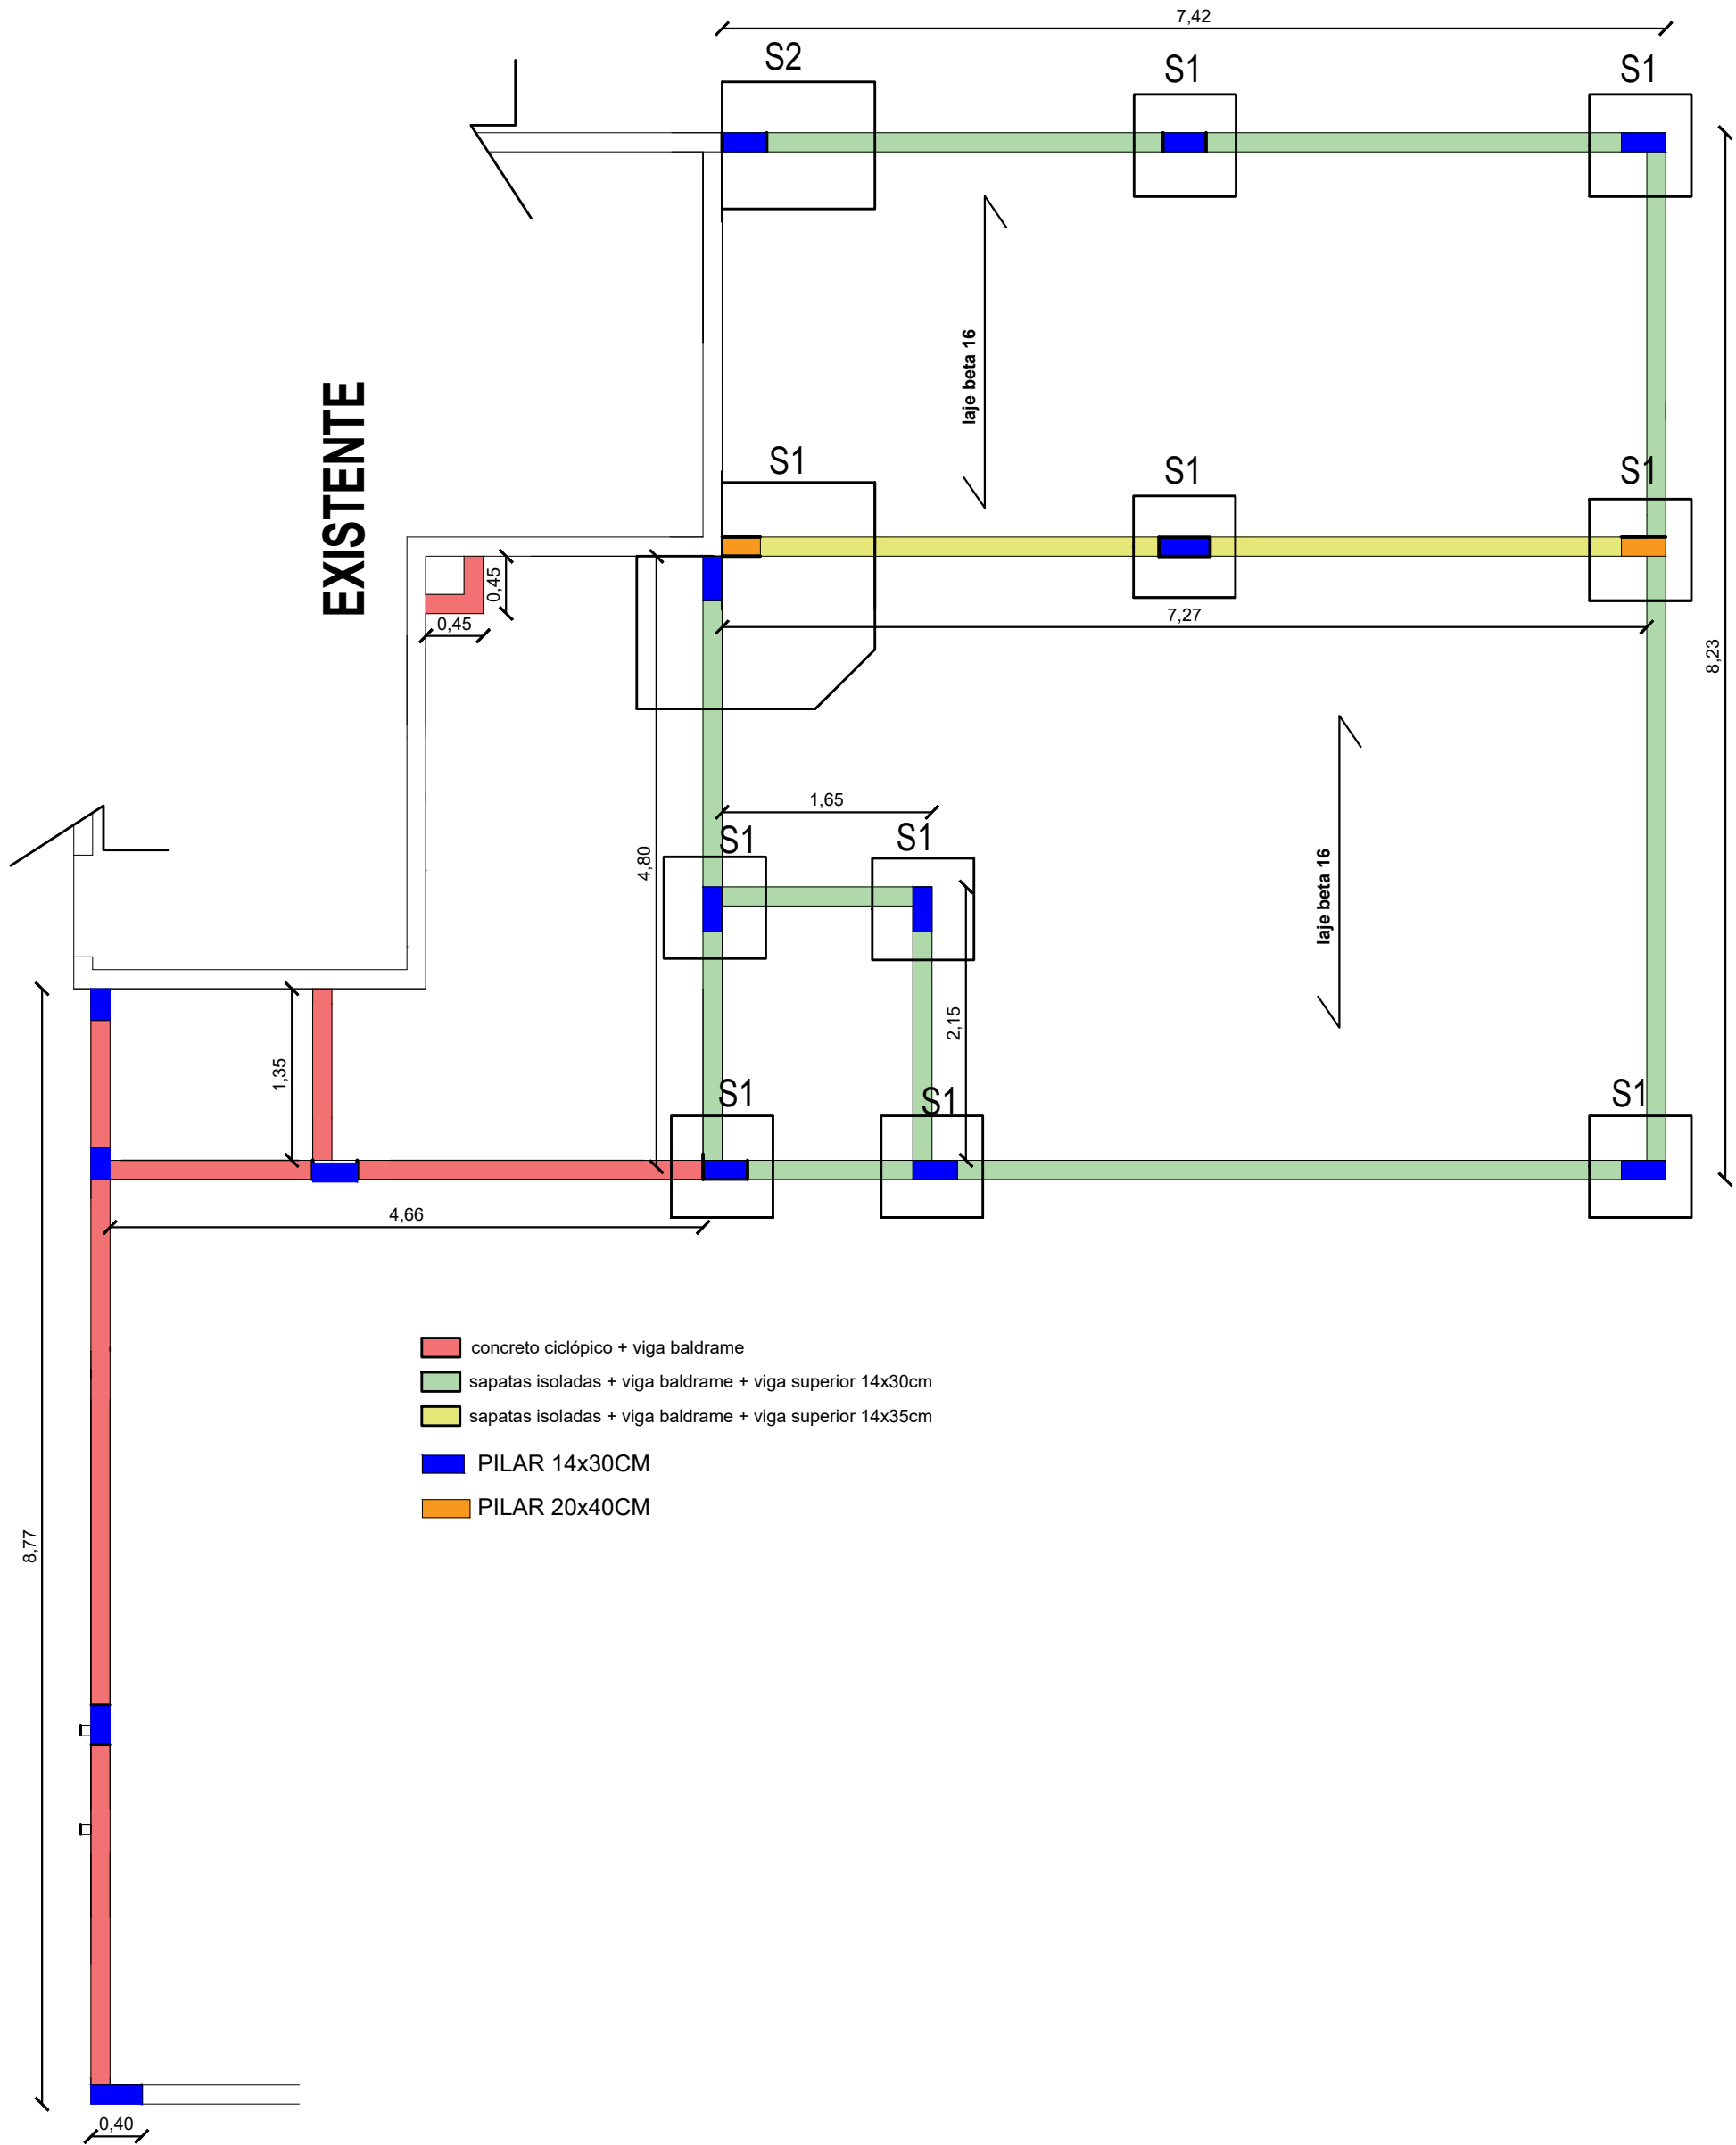 7,42
S2
S1
S1
laje beta 16
EXISTENTE
S1
S1
S1
0,45
0,45
7,27
8,23
1,65
S1
S1
4,80
laje beta 16
2,15
1,35
S1
S1
S1
4,66
concreto ciclópico + viga baldrame
sapatas isoladas + viga baldrame + viga superior 14x30cm
sapatas isoladas + viga baldrame + viga superior 14x35cm
PILAR 14x30CM
PILAR 20x40CM
8,77
0,40